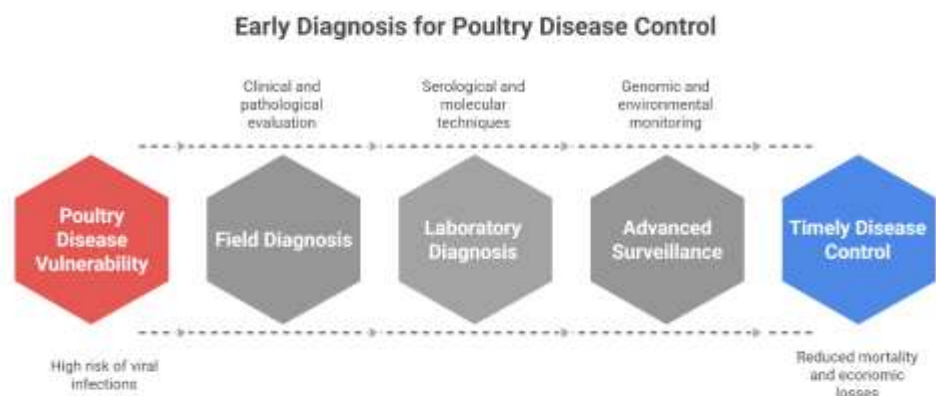 Early Diagnosis for Poultry Disease Control
Clinical and
pathological
evaluation
Serological and
molecular
techniques
Genomic and
environmental
monitoring
Poultry
Disease
Vulnerability
Field Diagnosis
Laboratory
Diagnosis
Advanced
Surveillance
Timely Disease
Control
High risk of viral
infections
Reduced mortality
and economic
losses